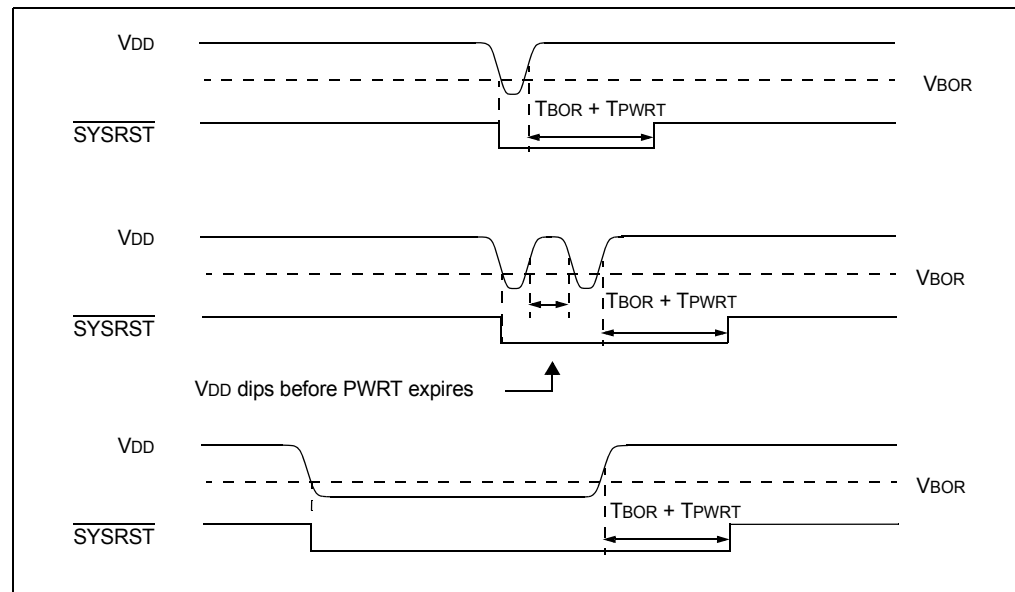 VDD
VBOR
TBOR + TPWRT
SYSRST
VDD
VBOR
TBOR + TPWRT
SYSRST
VDD dips before PWRT expires
VDD
VBOR
TBOR + TPWRT
SYSRST